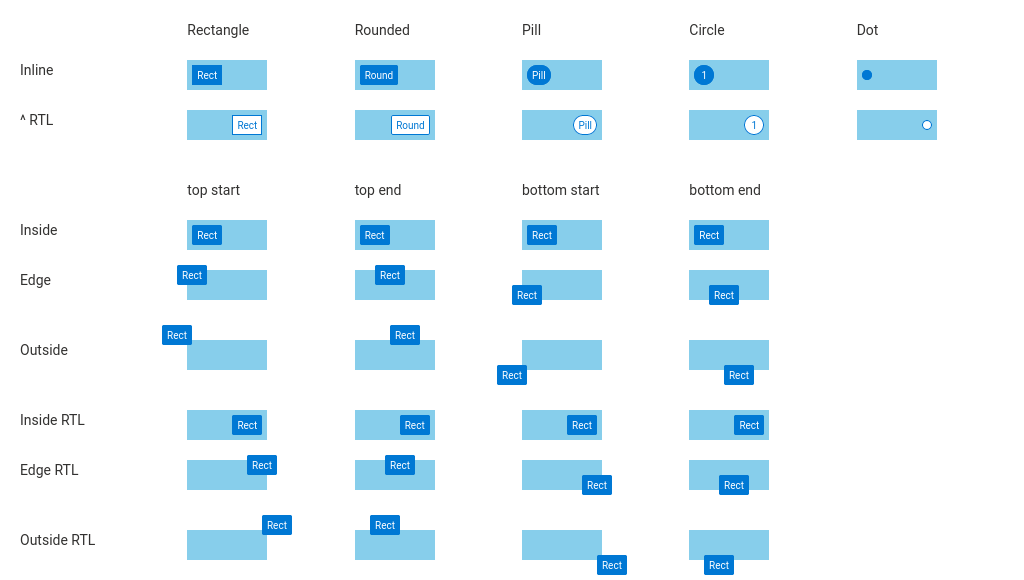 Rectangle Rounded Pill Circle Dot
Inline Rect Round Pill 1
^ RTL Rect Round Pill 1
top start top end bottom start bottom end
Inside Rect Rect Rect Rect
Edge Rect Rect Rect Rect
Outside Rect Rect Rect Rect
Inside RTL Rect Rect Rect Rect
Edge RTL Rect Rect Rect Rect
Outside RTL Rect Rect Rect Rect